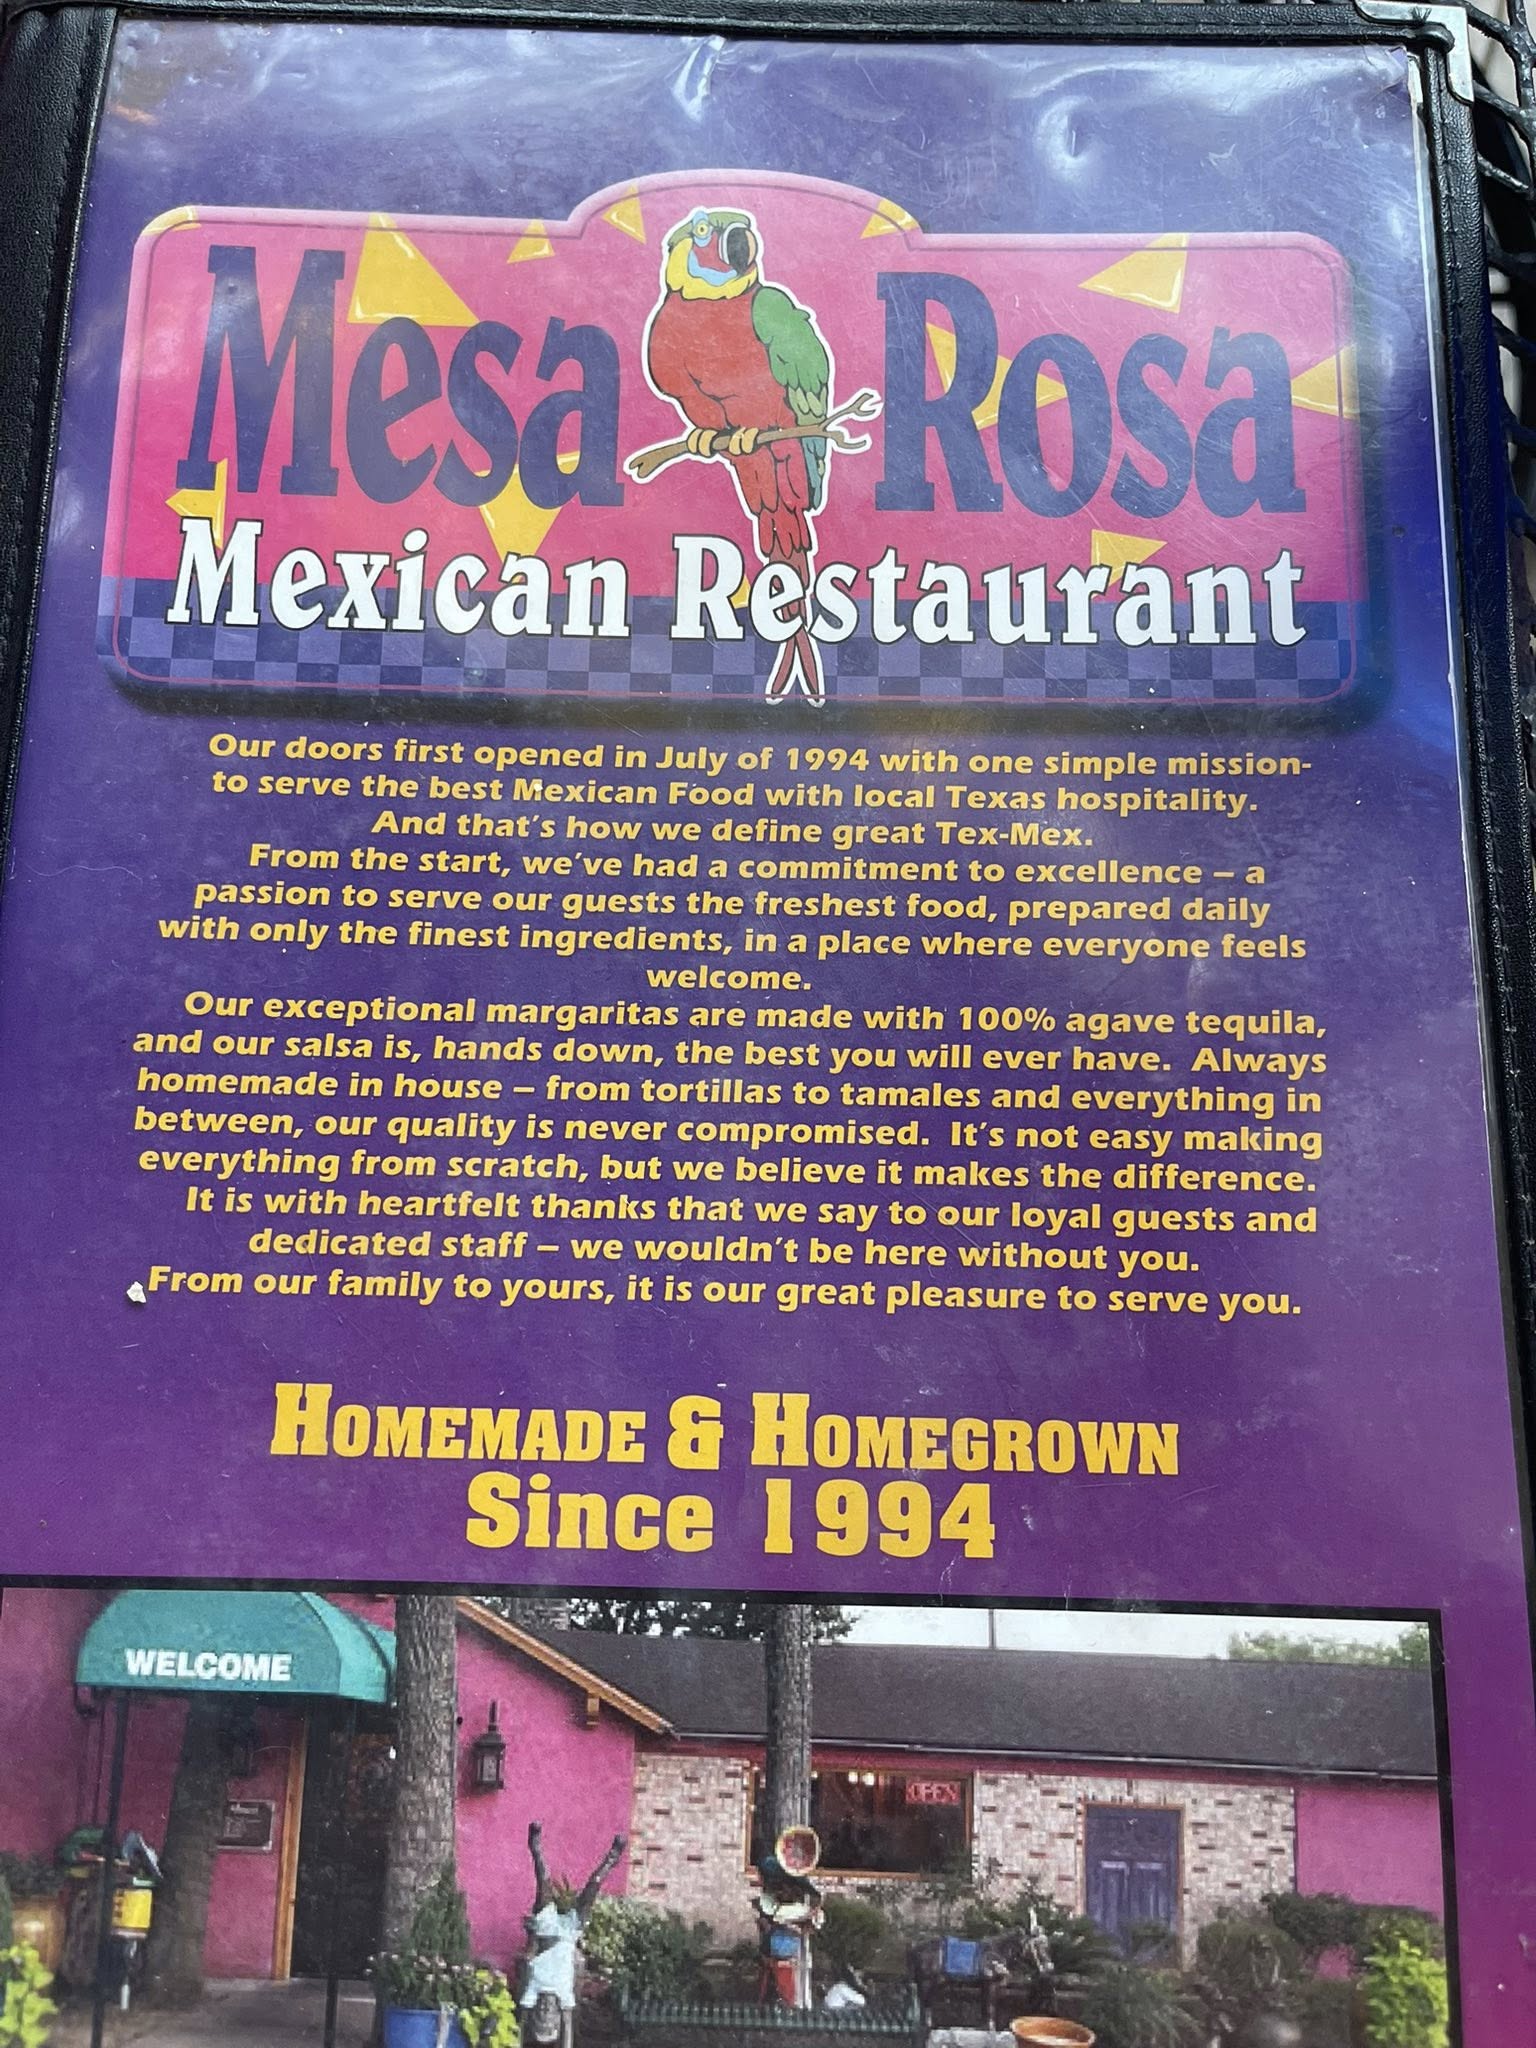 Mesa Rosa
Mexican Restaurant
Our doors first opened in July of 1994 with one simple mission-
to serve the best Mexican Food with local Texas hospitality.
And that's how we define great Tex-Mex.
From the start, we've had a commitment to excellence – a
passion to serve our guests the freshest food, prepared daily
with only the finest ingredients, in a place where everyone feels
welcome.
Our exceptional margaritas are made with 100% agave tequila,
and our salsa is, hands down, the best you will ever have. Always
homemade in house – from tortillas to tamales and everything in
between, our quality is never compromised. It's not easy making
everything from scratch, but we believe it makes the difference.
It is with heartfelt thanks that we say to our loyal guests and
dedicated staff – we wouldn't be here without you.
From our family to yours, it is our great pleasure to serve you.
HOMEMADE & HOMEGROWN
Since 1994
WELCOME
OPEN